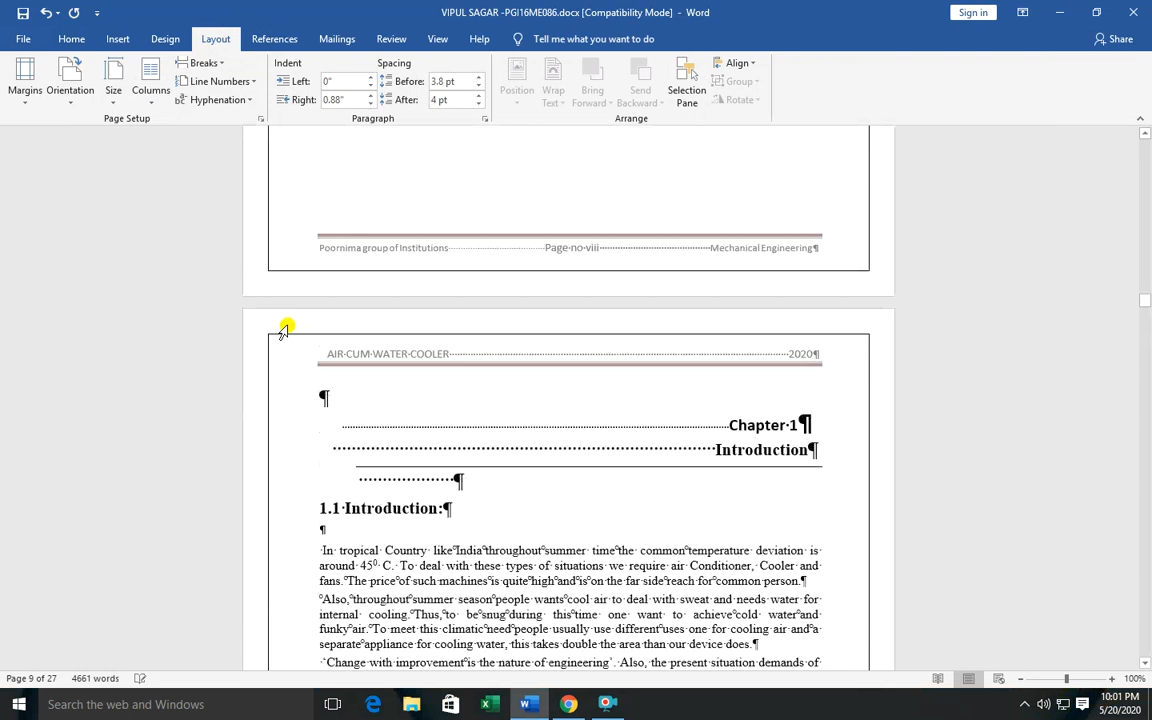 VIPUL SAGAR -PGI16ME086.docx [Compatibility Mode] - Word
Sign in
File Home Insert Design Layout References Mailings Review View Help Tell me what you want to do Share
Margins Orientation Size Columns
Breaks
Line Numbers
Hyphenation
Page Setup
Indent
Left: 0"
Right: 0.88"
Spacing
Before: 3.8 pt
After: 4 pt
Paragraph
Position Wrap Text Bring Forward Send Backward Selection Pane
Align
Group
Rotate
Arrange
Poornima group of Institutions Page·no·viii Mechanical Engineering¶
AIR·CUM·WATER·COOLER 2020¶
¶
Chapter·1¶
Introduction¶
¶
1.1·Introduction:¶
¶
·In tropical· Country· like°India°throughout°summer· time°the common°temperature· deviation· is
around· 45⁰ C.· To· deal· with· these· types· of· situations· we· require· air· Conditioner,· Cooler· and
fans.°The price°of such·machines°is quite°high°and°is°on the far side°reach·for°common person.¶
°Also,°throughout°summer season°people wants°cool air·to deal·with·sweat·and·needs water·for
internal cooling.°Thus,°to be°snug°during this°time one want to achieve°cold water°and
funky°air.°To meet·this·climatic°need°people usually·use·different°uses one·for·cooling air·and°a
separate°appliance·for cooling·water,·this·takes·double·the·area·than·our·device·does.¶
·'Change·with·improvement°is the·nature·of·engineering'.·Also,·the·present·situation·demands·of
Page 9 of 27 4661 words 100%
Search the web and Windows
10:01 PM
5/20/2020